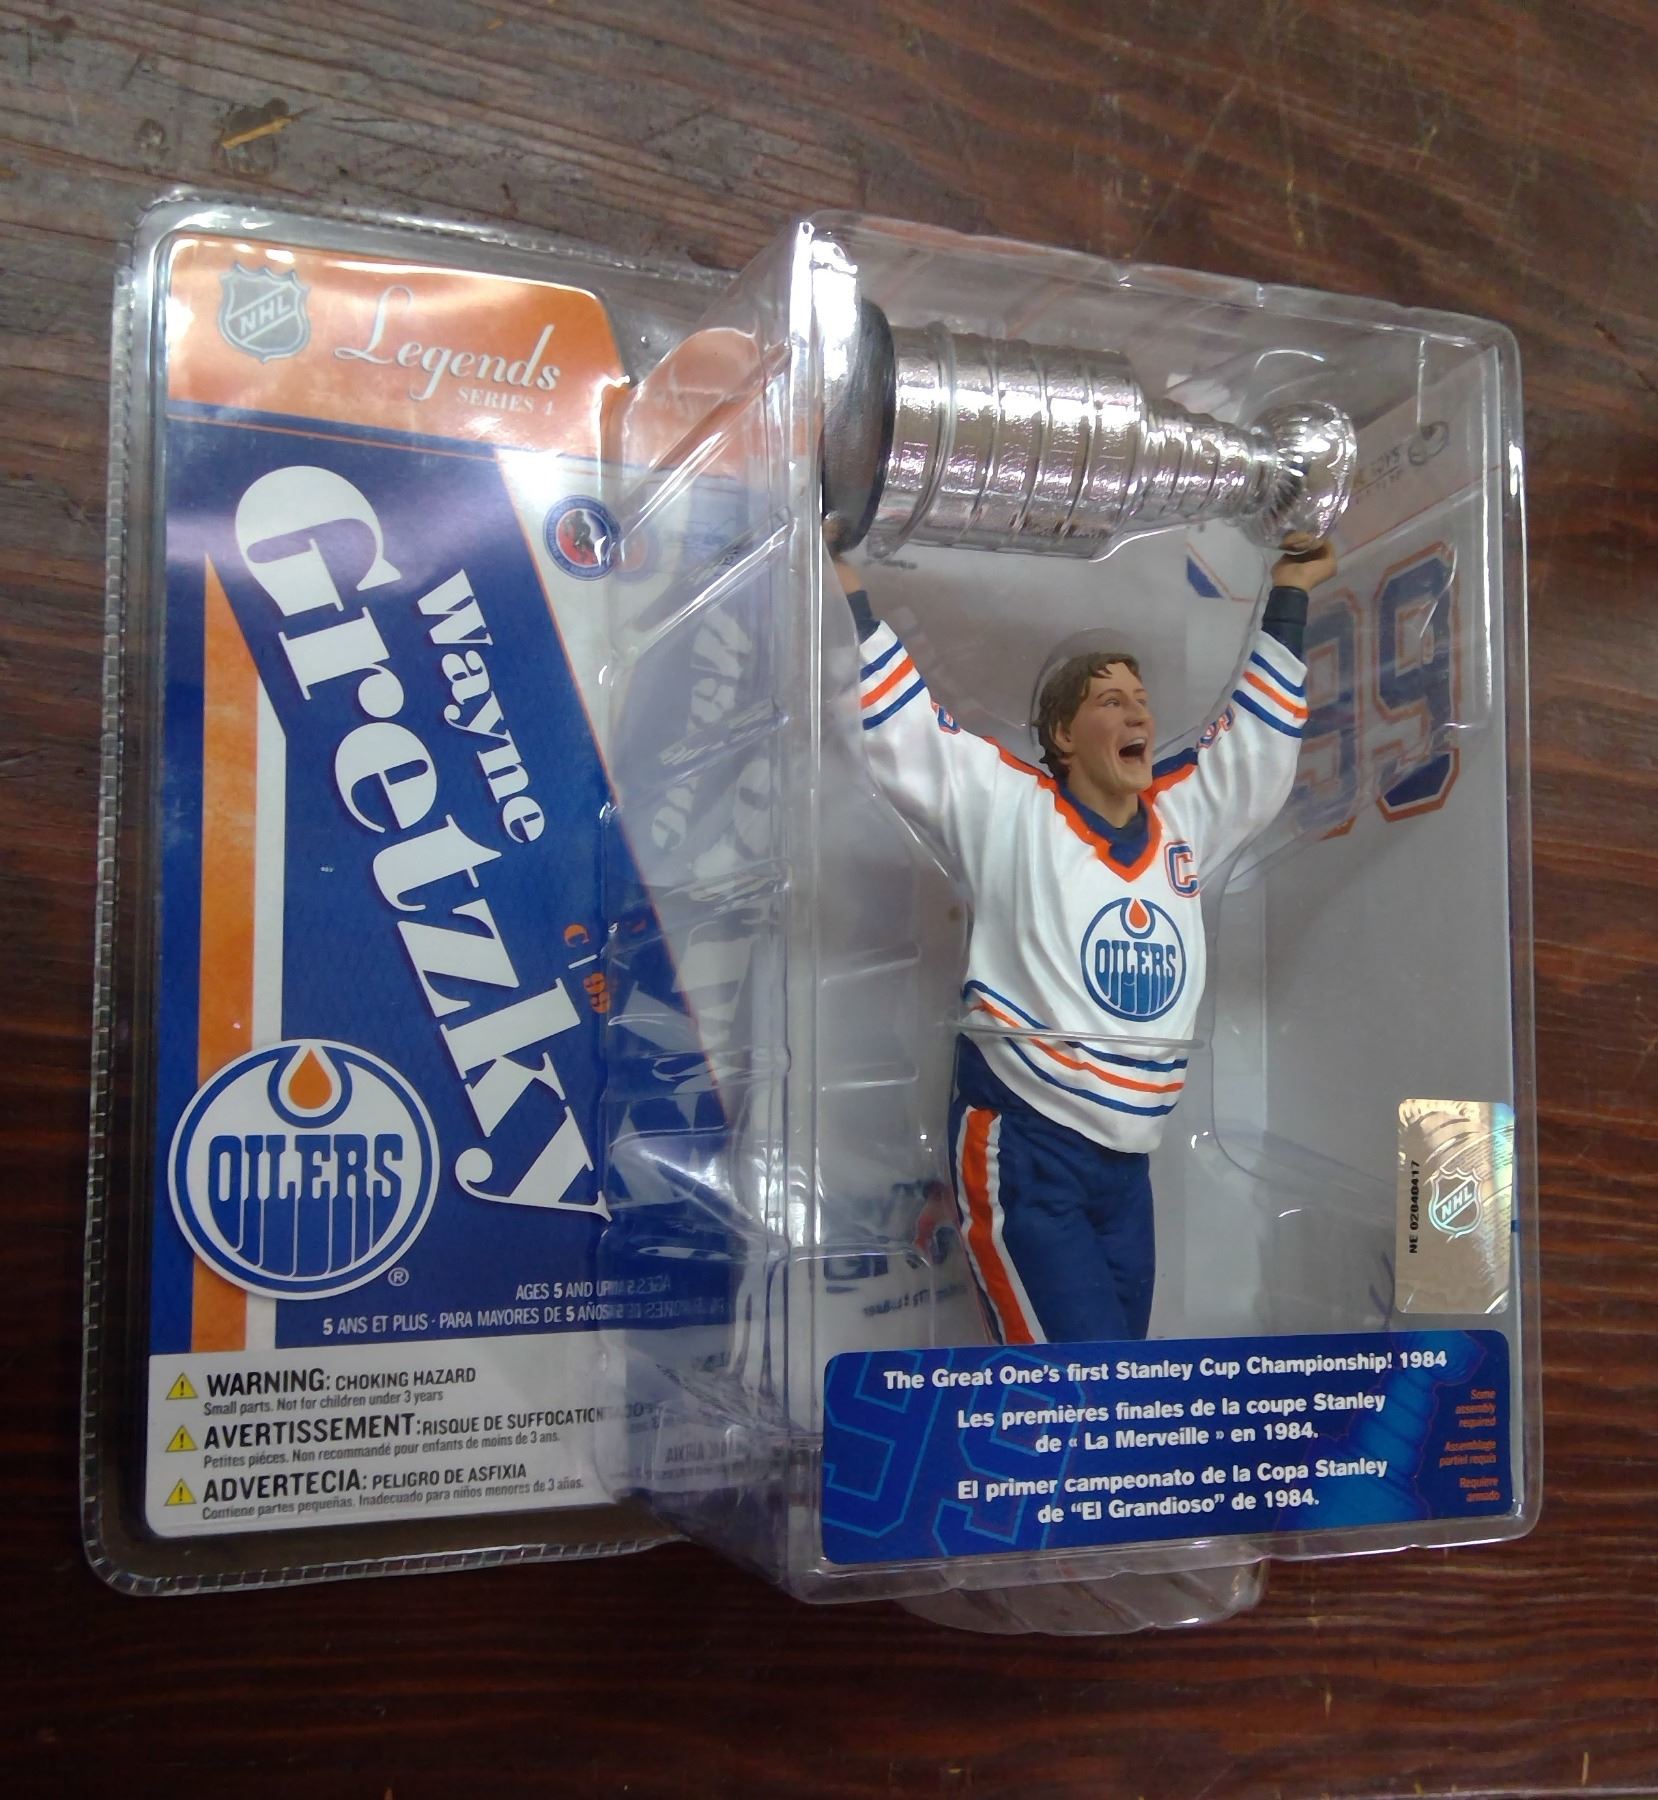 NHL
Legends
SERIES 1
Wayne
Gretzky
C | 99
OILERS
®
AGES 5 AND UP
5 ANS ET PLUS - PARA MAYORES DE 5 AÑOS
WARNING: CHOKING HAZARD
Small parts. Not for children under 3 years
AVERTISSEMENT:RISQUE DE SUFFOCATION
Petites piéces. Non recommandé pour enfants de moins de 3 ans.
ADVERTECIA: PELIGRO DE ASFIXIA
Contiene partes pequeñas. Inadecuado para niños menores de 3 años.
99
C
OILERS
NHL
NE 02840417
99
The Great One's first Stanley Cup Championship! 1984
Les premières finales de la coupe Stanley
de « La Merveille » en 1984.
El primer campeonato de la Copa Stanley
de "El Grandioso" de 1984.
Some
assembly
required
Assemblage
partiel requis
Requiere
armado